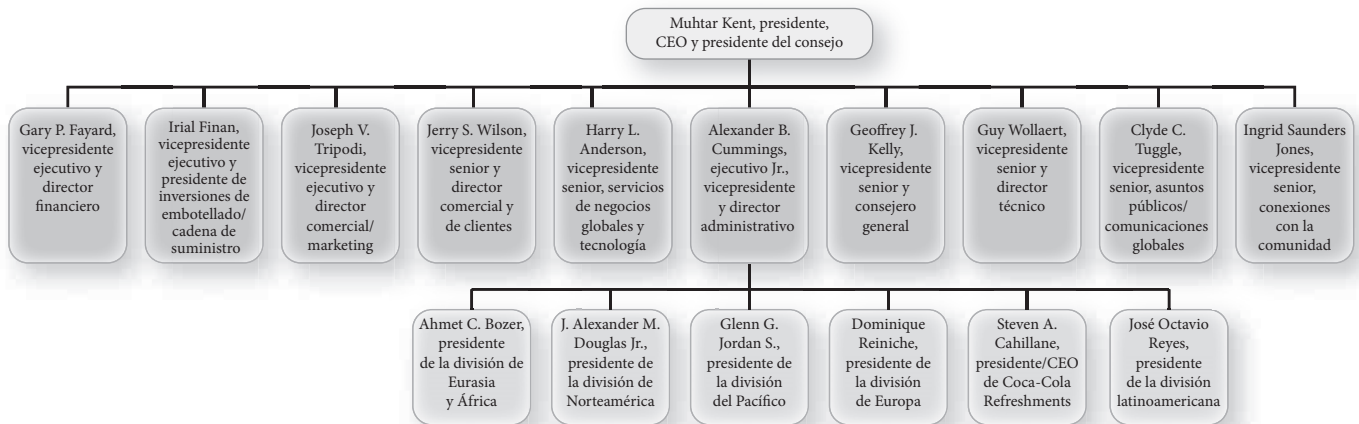 Muhtar Kent, presidente,
CEO y presidente del consejo
Gary P. Fayard,
vicepresidente
ejecutivo y
director
financiero
Irial Finan,
vicepresidente
ejecutivo y
presidente de
inversiones de
embotellado/
cadena de
suministro
Joseph V.
Tripodi,
vicepresidente
ejecutivo y
director
comercial/
marketing
Jerry S. Wilson,
vicepresidente
senior y
director
comercial y
de clientes
Harry L.
Anderson,
vicepresidente
senior, servicios
de negocios
globales y
tecnología
Alexander B.
Cummings,
ejecutivo Jr.,
vicepresidente
y director
administrativo
Geoffrey J.
Kelly,
vicepresidente
senior y
consejero
general
Guy Wollaert,
vicepresidente
senior y
director
técnico
Clyde C.
Tuggle,
vicepresidente
senior, asuntos
públicos/
comunicaciones
globales
Ingrid Saunders
Jones,
vicepresidente
senior,
conexiones
con la
comunidad
Ahmet C. Bozer,
presidente
de la división de
Eurasia
y África
J. Alexander M.
Douglas Jr.,
presidente de
la división de
Norteamérica
Glenn G.
Jordan S.,
presidente de
la división
del Pacífico
Dominique
Reiniche,
presidente de
la división
de Europa
Steven A.
Cahillane,
presidente/CEO
de Coca-Cola
Refreshments
José Octavio
Reyes,
presidente
de la división
latinoamericana